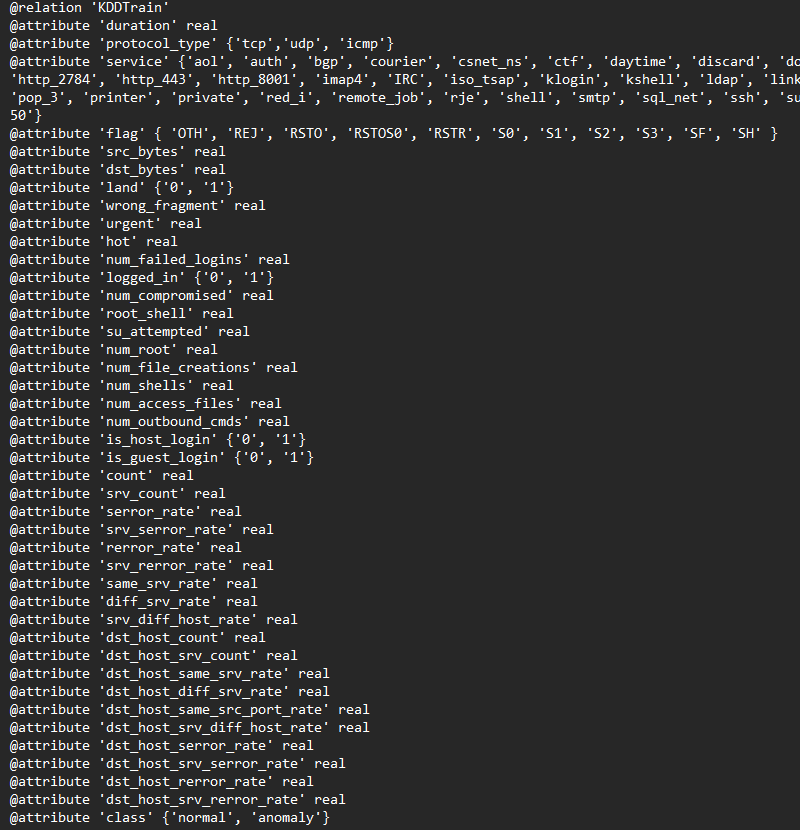 @relation 'KDDTrain'
@attribute 'duration' real
@attribute 'protocol_type' {'tcp','udp', 'icmp'}
@attribute 'service' {'aol', 'auth', 'bgp', 'courier', 'csnet_ns', 'ctf', 'daytime', 'discard', 'do
'http_2784', 'http_443', 'http_8001', 'imap4', 'IRC', 'iso_tsap', 'klogin', 'kshell', 'ldap', 'link
'pop_3', 'printer', 'private', 'red_i', 'remote_job', 'rje', 'shell', 'smtp', 'sql_net', 'ssh', 'su
50'}
@attribute 'flag' { 'OTH', 'REJ', 'RSTO', 'RSTOS0', 'RSTR', 'S0', 'S1', 'S2', 'S3', 'SF', 'SH' }
@attribute 'src_bytes' real
@attribute 'dst_bytes' real
@attribute 'land' {'0', '1'}
@attribute 'wrong_fragment' real
@attribute 'urgent' real
@attribute 'hot' real
@attribute 'num_failed_logins' real
@attribute 'logged_in' {'0', '1'}
@attribute 'num_compromised' real
@attribute 'root_shell' real
@attribute 'su_attempted' real
@attribute 'num_root' real
@attribute 'num_file_creations' real
@attribute 'num_shells' real
@attribute 'num_access_files' real
@attribute 'num_outbound_cmds' real
@attribute 'is_host_login' {'0', '1'}
@attribute 'is_guest_login' {'0', '1'}
@attribute 'count' real
@attribute 'srv_count' real
@attribute 'serror_rate' real
@attribute 'srv_serror_rate' real
@attribute 'rerror_rate' real
@attribute 'srv_rerror_rate' real
@attribute 'same_srv_rate' real
@attribute 'diff_srv_rate' real
@attribute 'srv_diff_host_rate' real
@attribute 'dst_host_count' real
@attribute 'dst_host_srv_count' real
@attribute 'dst_host_same_srv_rate' real
@attribute 'dst_host_diff_srv_rate' real
@attribute 'dst_host_same_src_port_rate' real
@attribute 'dst_host_srv_diff_host_rate' real
@attribute 'dst_host_serror_rate' real
@attribute 'dst_host_srv_serror_rate' real
@attribute 'dst_host_rerror_rate' real
@attribute 'dst_host_srv_rerror_rate' real
@attribute 'class' {'normal', 'anomaly'}